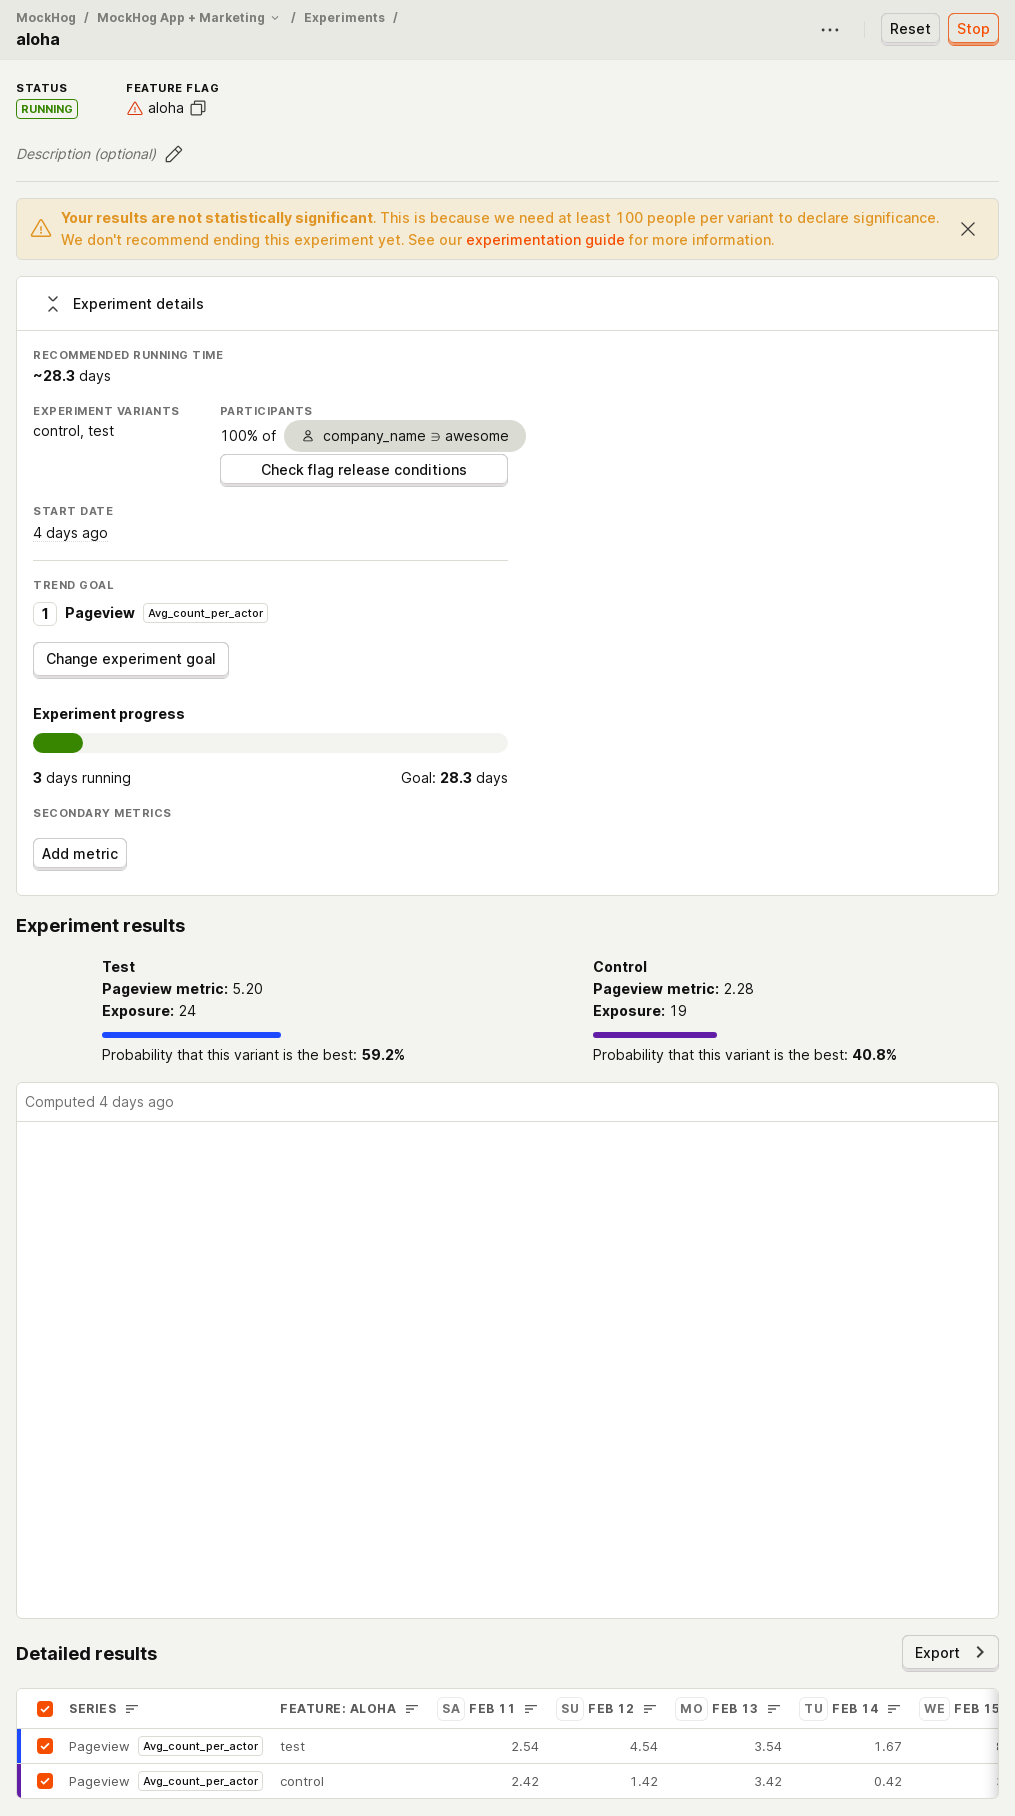 MockHog / MockHog App + Marketing / Experiments /
aloha
Reset
Stop
STATUS
FEATURE FLAG
RUNNING
aloha
Description (optional)
Your results are not statistically significant. This is because we need at least 100 people per variant to declare significance.
We don't recommend ending this experiment yet. See our experimentation guide for more information.
Experiment details
RECOMMENDED RUNNING TIME
~28.3 days
EXPERIMENT VARIANTS
PARTICIPANTS
control, test
100% of company_name ∋ awesome
Check flag release conditions
START DATE
4 days ago
TREND GOAL
1 Pageview Avg_count_per_actor
Change experiment goal
Experiment progress
3 days running
Goal: 28.3 days
SECONDARY METRICS
Add metric
Experiment results
Test
Pageview metric: 5.20
Exposure: 24
Probability that this variant is the best: 59.2%
Control
Pageview metric: 2.28
Exposure: 19
Probability that this variant is the best: 40.8%
Computed 4 days ago
Detailed results
Export
SERIES FEATURE: ALOHA SA FEB 11 SU FEB 12 MO FEB 13 TU FEB 14 WE FEB 15
Pageview Avg_count_per_actor test 2.54 4.54 3.54 1.67
Pageview Avg_count_per_actor control 2.42 1.42 3.42 0.42